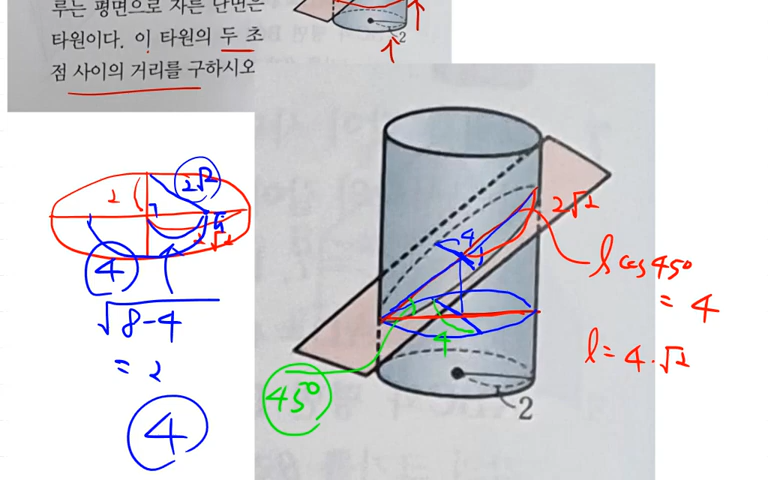 루는 평면으로 자른 단면은
타원이다. 이 타원의 두 초
점 사이의 거리를 구하시오
2
2
2√2
2√2
4
√8-4
= 2
4
4
2√2
l cos 45°
= 4
l = 4·√2
4
45°
2